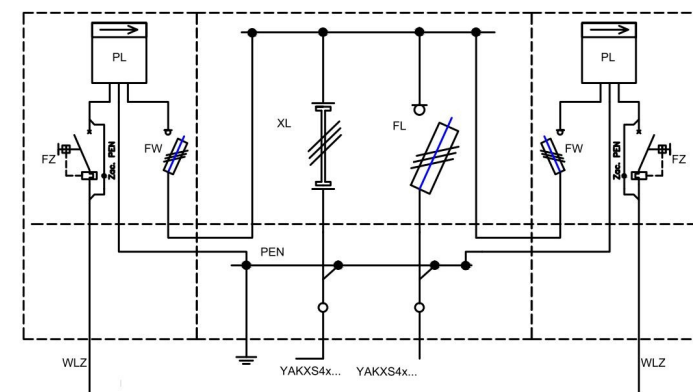 PL
PL
XL
FL
FZ
Zac. PEN
FW
FW
Zac. PEN
FZ
PEN
WLZ
YAKXS4x...
YAKXS4x...
WLZ